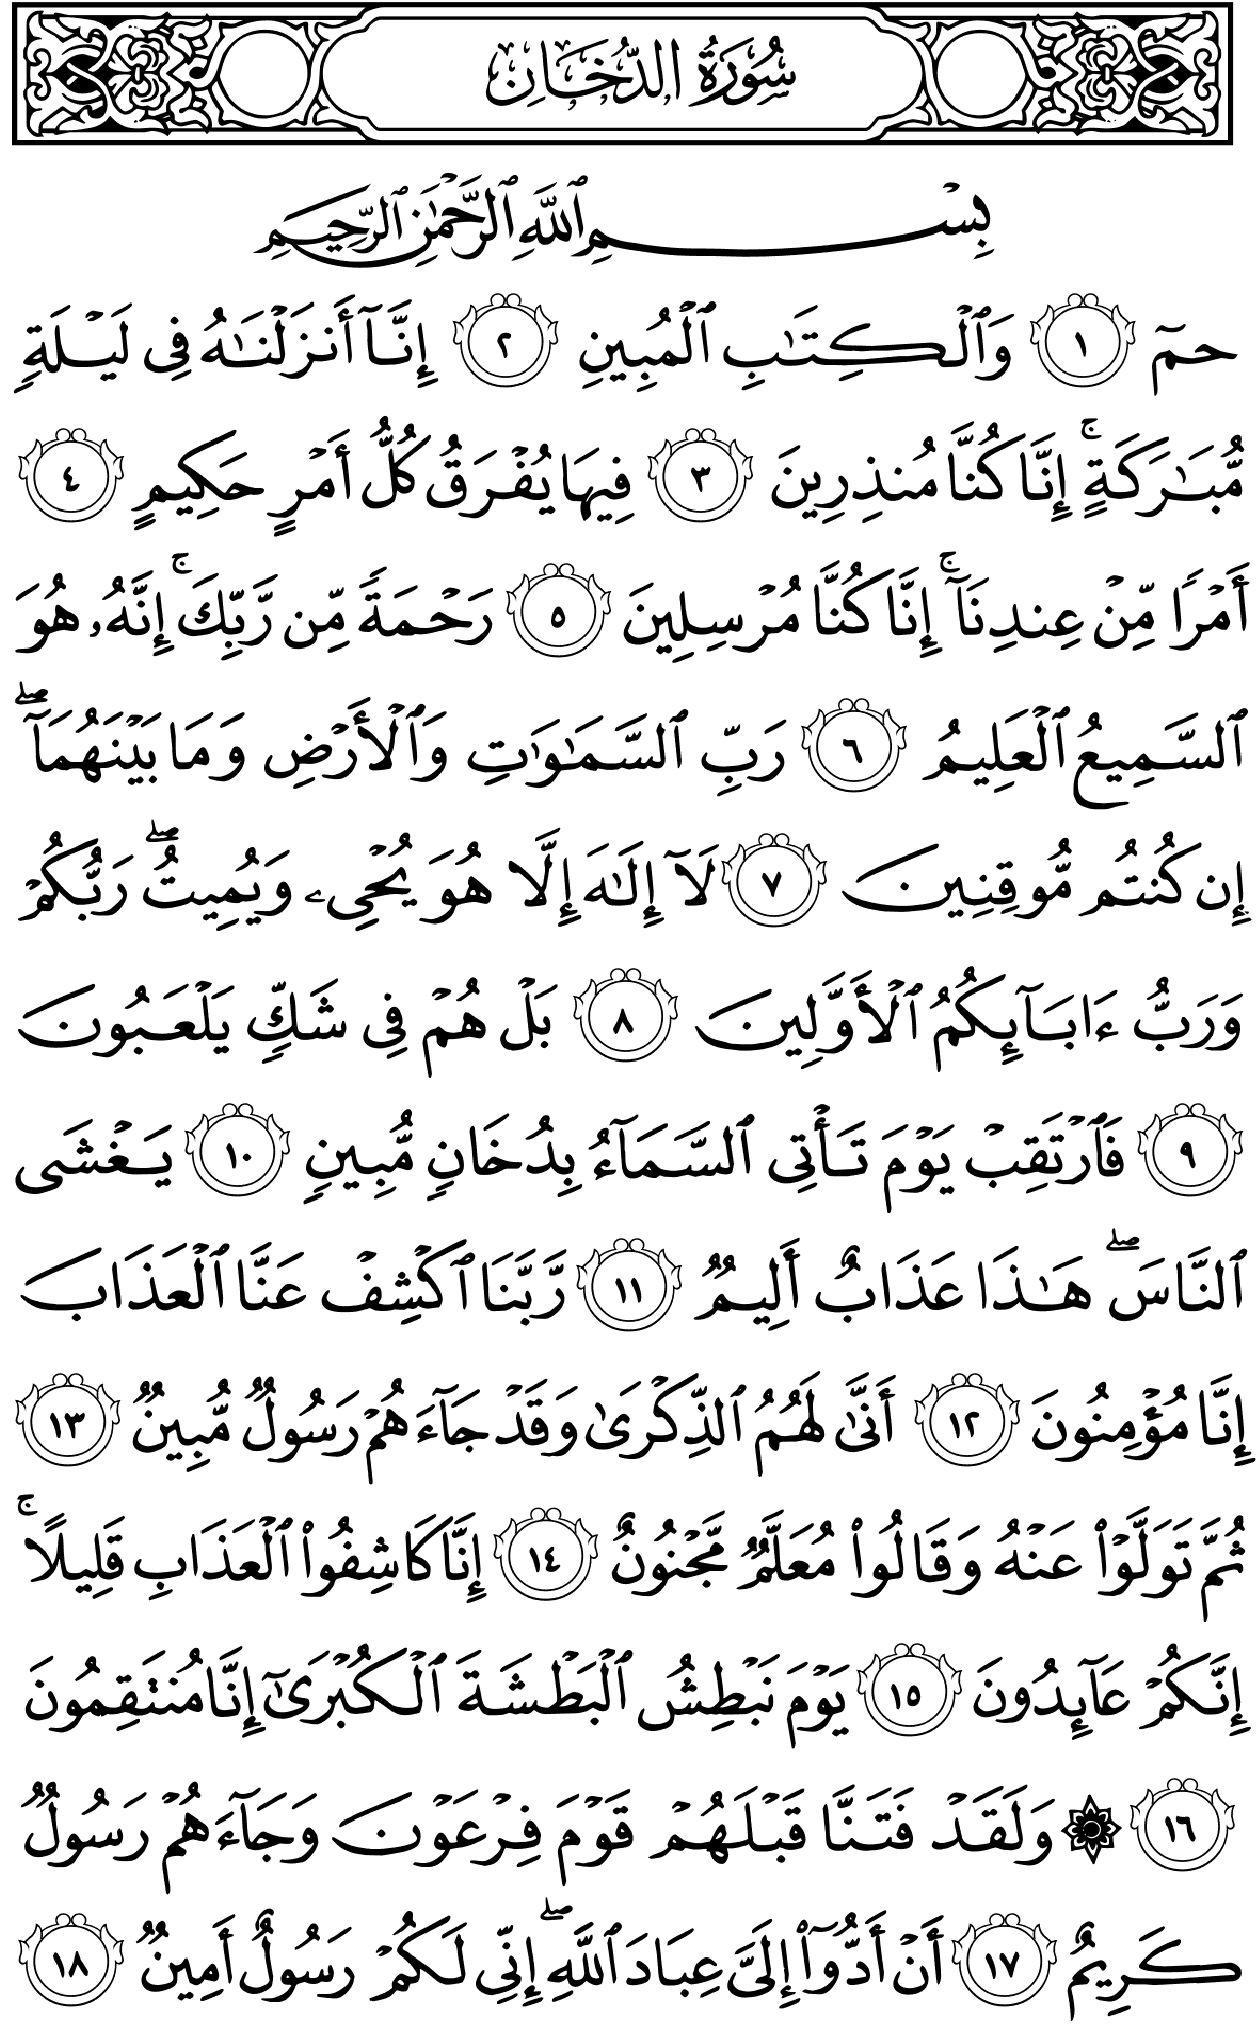 سُورَةُ الدُّخَانِ
بِسْمِ ٱللَّهِ ٱلرَّحْمَٰنِ ٱلرَّحِيمِ
حمٓ ١ وَٱلْكِتَٰبِ ٱلْمُبِينِ ٢ إِنَّآ أَنزَلْنَٰهُ فِى لَيْلَةٍ
مُّبَٰرَكَةٍ ۚ إِنَّا كُنَّا مُنذِرِينَ ٣ فِيهَا يُفْرَقُ كُلُّ أَمْرٍ حَكِيمٍ ٤
أَمْرًا مِّنْ عِندِنَآ ۚ إِنَّا كُنَّا مُرْسِلِينَ ٥ رَحْمَةً مِّن رَّبِّكَ ۚ إِنَّهُۥ هُوَ
ٱلسَّمِيعُ ٱلْعَلِيمُ ٦ رَبِّ ٱلسَّمَٰوَٰتِ وَٱلْأَرْضِ وَمَا بَيْنَهُمَآ ۖ
إِن كُنتُم مُّوقِنِينَ ٧ لَآ إِلَٰهَ إِلَّا هُوَ يُحْىِۦ وَيُمِيتُ ۖ رَبُّكُمْ
وَرَبُّ ءَابَآئِكُمُ ٱلْأَوَّلِينَ ٨ بَلْ هُمْ فِى شَكٍّ يَلْعَبُونَ
٩ فَٱرْتَقِبْ يَوْمَ تَأْتِى ٱلسَّمَآءُ بِدُخَانٍ مُّبِينٍ ١٠ يَغْشَى
ٱلنَّاسَ ۖ هَٰذَا عَذَابٌ أَلِيمٌ ١١ رَّبَّنَا ٱكْشِفْ عَنَّا ٱلْعَذَابَ
إِنَّا مُؤْمِنُونَ ١٢ أَنَّىٰ لَهُمُ ٱلذِّكْرَىٰ وَقَدْ جَآءَهُمْ رَسُولٌ مُّبِينٌ ١٣
ثُمَّ تَوَلَّوْا۟ عَنْهُ وَقَالُوا۟ مُعَلَّمٌ مَّجْنُونٌ ١٤ إِنَّا كَاشِفُوا۟ ٱلْعَذَابِ قَلِيلًا ۚ
إِنَّكُمْ عَآئِدُونَ ١٥ يَوْمَ نَبْطِشُ ٱلْبَطْشَةَ ٱلْكُبْرَىٰٓ إِنَّا مُنتَقِمُونَ
١٦ ۞ وَلَقَدْ فَتَنَّا قَبْلَهُمْ قَوْمَ فِرْعَوْنَ وَجَآءَهُمْ رَسُولٌ
كَرِيمٌ ١٧ أَنْ أَدُّوٓا۟ إِلَىَّ عِبَادَ ٱللَّهِ ۖ إِنِّى لَكُمْ رَسُولٌ أَمِينٌ ١٨